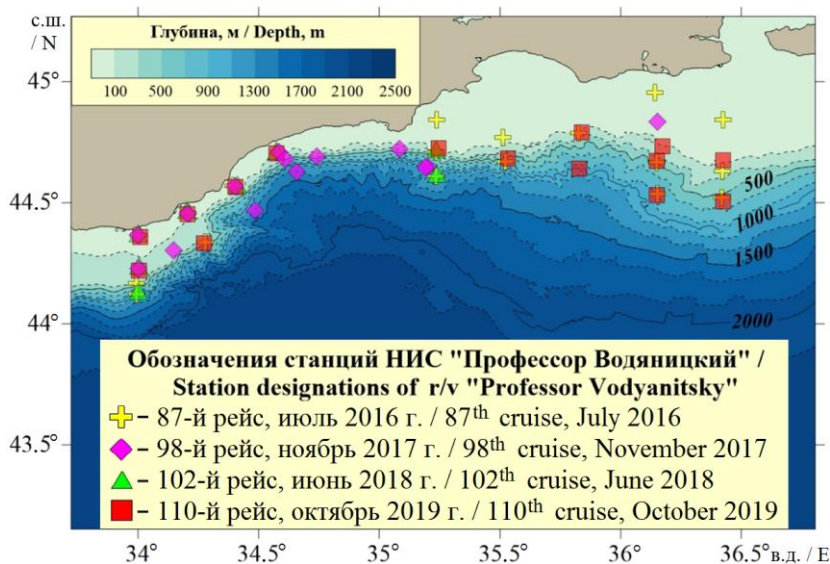 с.ш.
/ N
Глубина, м / Depth, m
100 500 900 1300 1700 2100 2500
45°
44.5°
44°
43.5°
500
1000
1500
2000
Обозначения станций НИС "Профессор Водяницкий" /
Station designations of r/v "Professor Vodyanitsky"
– 87-й рейс, июль 2016 г. / 87th cruise, July 2016
– 98-й рейс, ноябрь 2017 г. / 98th cruise, November 2017
– 102-й рейс, июнь 2018 г. / 102th cruise, June 2018
– 110-й рейс, октябрь 2019 г. / 110th cruise, October 2019
34° 34.5° 35° 35.5° 36° 36.5° в.д. / E